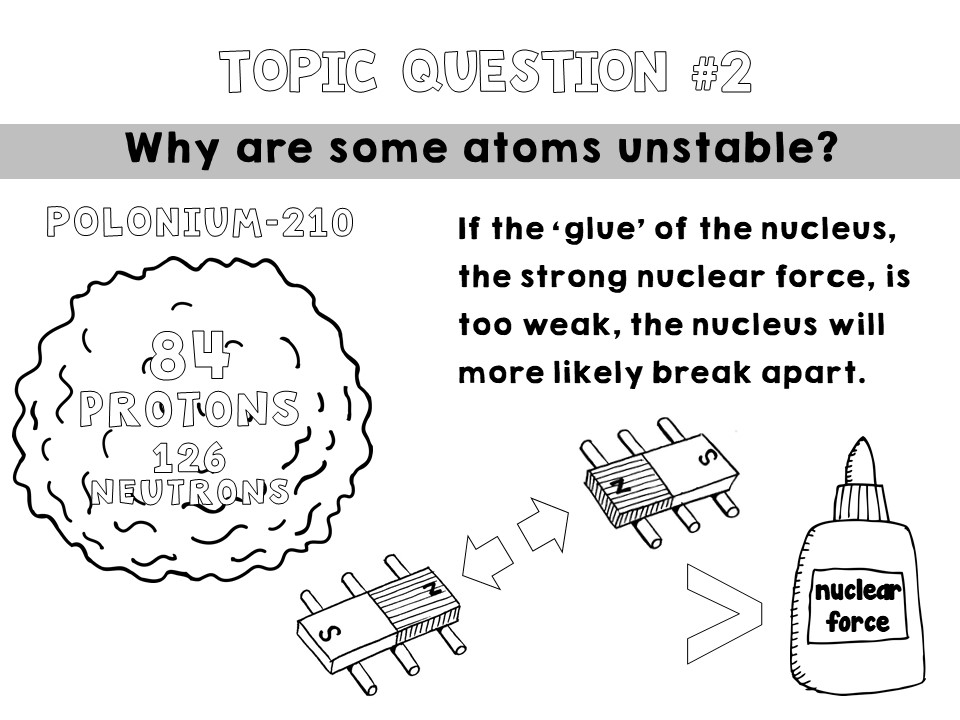 TOPIC QUESTION #2
Why are some atoms unstable?
POLONIUM-210
84
PROTONS
126
NEUTRONS
If the ‘glue’ of the nucleus,
the strong nuclear force, is
too weak, the nucleus will
more likely break apart.
N
S
N
S
>
nuclear
force